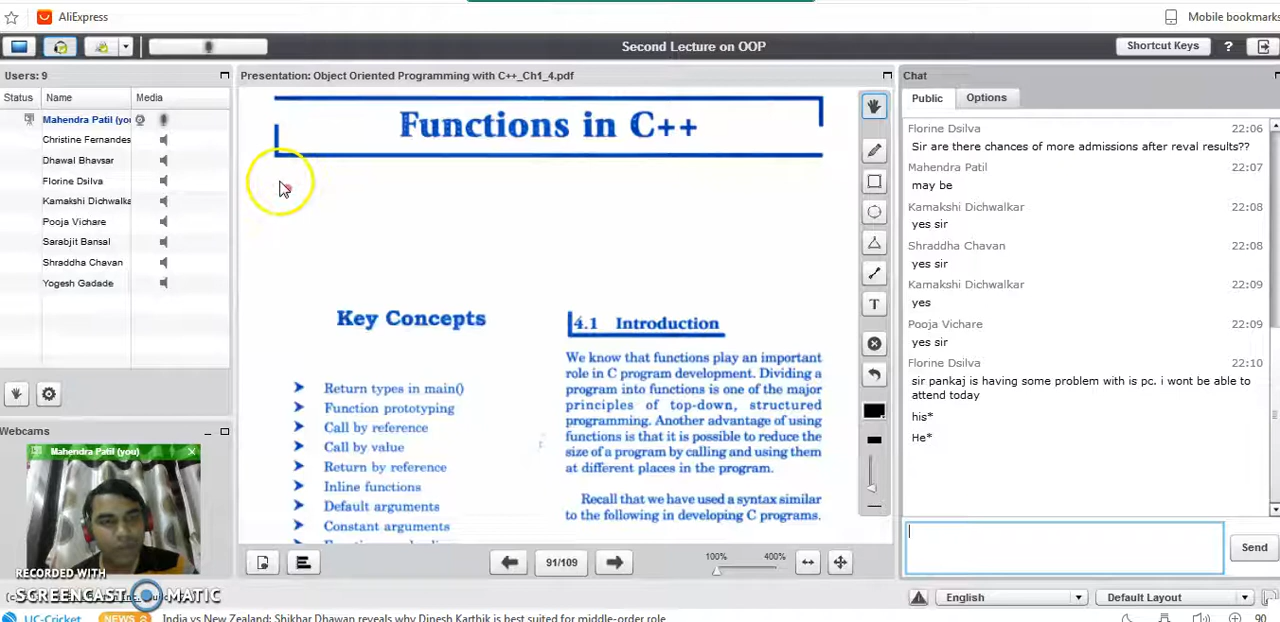 AliExpress
Mobile bookmarks
Second Lecture on OOP
Shortcut Keys
?
Users: 9
Status Name Media
Mahendra Patil (you)
Christine Fernandes
Dhawal Bhavsar
Florine Dsilva
Kamakshi Dichwalka
Pooja Vichare
Sarabjit Bansal
Shraddha Chavan
Yogesh Gadade
Webcams
Mahendra Patil (you)
RECORDED WITH
SCREENCAST MATIC
Presentation: Object Oriented Programming with C++_Ch1_4.pdf
Functions in C++
Key Concepts
Return types in main()
Function prototyping
Call by reference
Call by value
Return by reference
Inline functions
Default arguments
Constant arguments
4.1 Introduction
We know that functions play an important
role in C program development. Dividing a
program into functions is one of the major
principles of top-down, structured
programming. Another advantage of using
functions is that it is possible to reduce the
size of a program by calling and using them
at different places in the program.
Recall that we have used a syntax similar
to the following in developing C programs.
T
91/109
100% 400%
Chat
Public Options
Florine Dsilva 22:06
Sir are there chances of more admissions after reval results??
Mahendra Patil 22:07
may be
Kamakshi Dichwalkar 22:08
yes sir
Shraddha Chavan 22:08
yes sir
Kamakshi Dichwalkar 22:09
yes
Pooja Vichare 22:09
yes sir
Florine Dsilva 22:10
sir pankaj is having some problem with is pc. i wont be able to
attend today
his*
He*
Send
English Default Layout
UC-Cricket NEWS India vs New Zealand: Shikhar Dhawan reveals why Dinesh Karthik is best suited for middle-order role
90